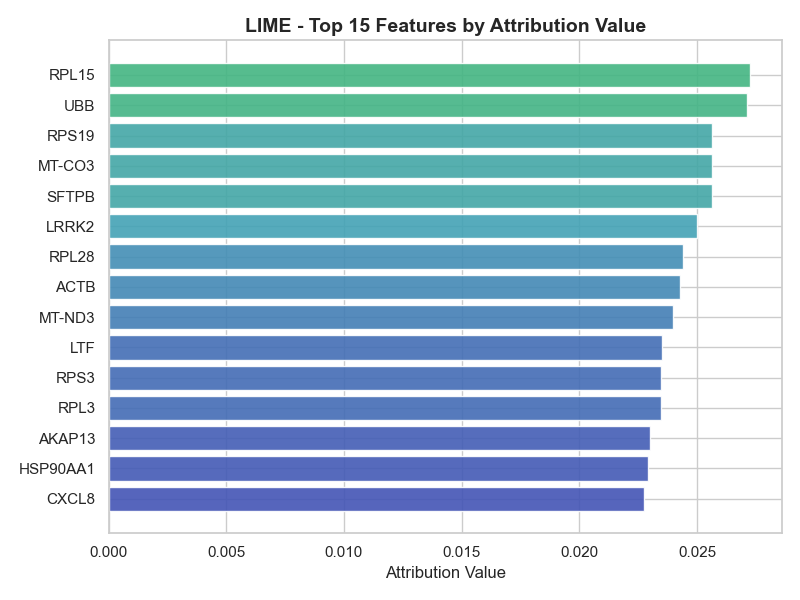 LIME - Top 15 Features by Attribution Value
RPL15
UBB
RPS19
MT-CO3
SFTPB
LRRK2
RPL28
ACTB
MT-ND3
LTF
RPS3
RPL3
AKAP13
HSP90AA1
CXCL8
0.000 0.005 0.010 0.015 0.020 0.025
Attribution Value